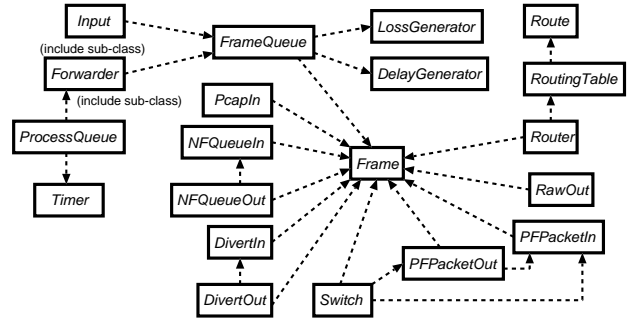 Input
FrameQueue
LossGenerator
Route
(include sub-class)
Forwarder
DelayGenerator
RoutingTable
(include sub-class)
PcapIn
ProcessQueue
NFQueueIn
Router
Frame
Timer
NFQueueOut
RawOut
DivertIn
PFPacketIn
PFPacketOut
DivertOut
Switch